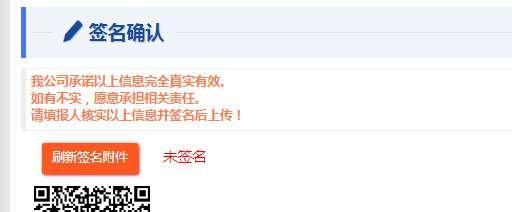 签名确认
我公司承诺以上信息完全真实有效。
如有不实，愿意承担相关责任。
请填报人核实以上信息并签名后上传！
刷新签名附件 未签名